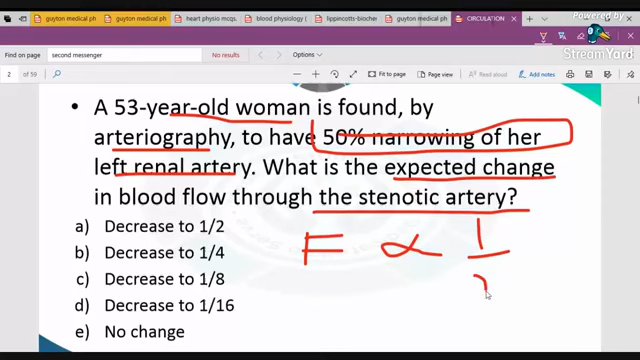 guyton medical ph
heart physio mcqs.
blood physiology (
lippincotts-bioche
guyton medical ph
CIRCULATION
Powered by
StreamYard
Find on page
second messenger
No results
Options
2 of 59
Fit to page
Page view
Read aloud
Add notes
• A 53-year-old woman is found, by
arteriography, to have 50% narrowing of her
left renal artery. What is the expected change
in blood flow through the stenotic artery?
a) Decrease to 1/2
b) Decrease to 1/4
c) Decrease to 1/8
d) Decrease to 1/16
e) No change
F ∝ 1